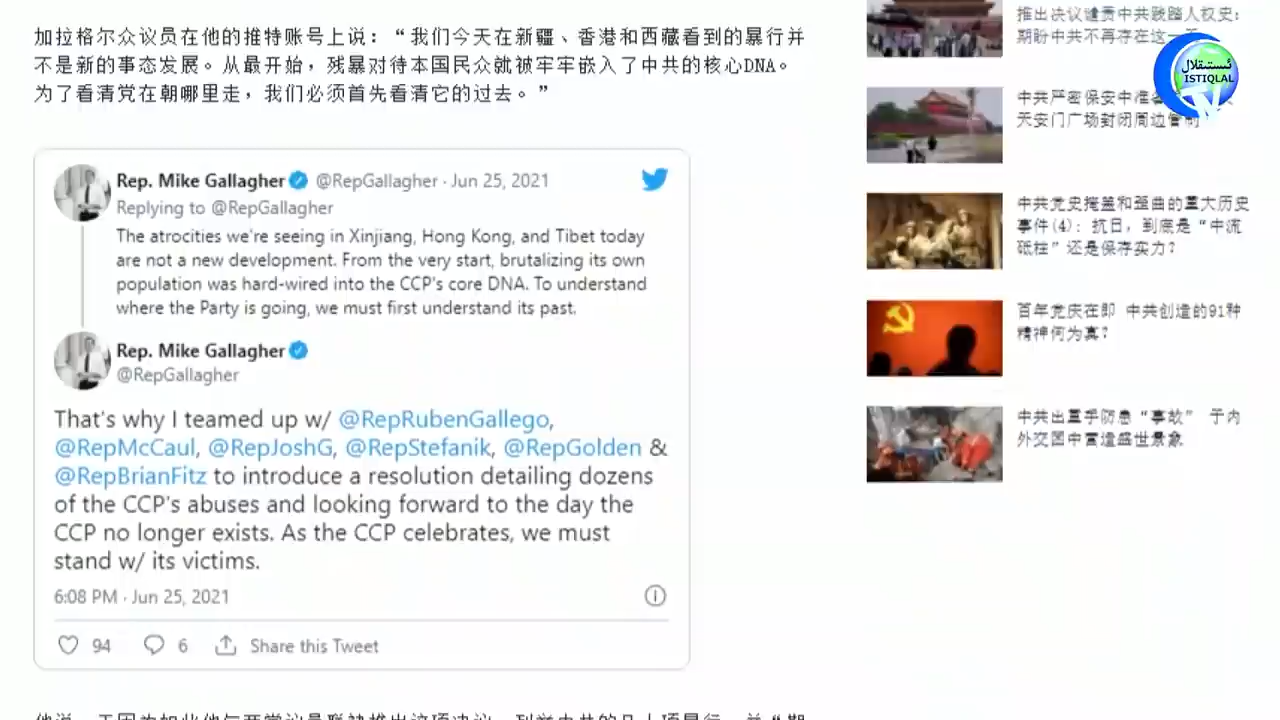 加拉格尔众议员在他的推特账号上说：“我们今天在新疆、香港和西藏看到的暴行并
不是新的事态发展。从最开始，残暴对待本国民众就被牢牢嵌入了中共的核心DNA。
为了看清党在朝哪里走，我们必须首先看清它的过去。”
Rep. Mike Gallagher @RepGallagher · Jun 25, 2021
Replying to @RepGallagher
The atrocities we're seeing in Xinjiang, Hong Kong, and Tibet today
are not a new development. From the very start, brutalizing its own
population was hard-wired into the CCP's core DNA. To understand
where the Party is going, we must first understand its past.
Rep. Mike Gallagher
@RepGallagher
That's why I teamed up w/ @RepRubenGallego,
@RepMcCaul, @RepJoshG, @RepStefanik, @RepGolden &
@RepBrianFitz to introduce a resolution detailing dozens
of the CCP's abuses and looking forward to the day the
CCP no longer exists. As the CCP celebrates, we must
stand w/ its victims.
6:08 PM · Jun 25, 2021
94 6 Share this Tweet
推出决议谴责中共践踏人权史：
期盼中共不再存在这一天
中共严密保安中准备
天安门广场封闭周边管制
中共党史掩盖和歪曲的重大历史
事件(4)：抗日，到底是“中流
砥柱”还是保存实力？
百年党庆在即 中共创造的91种
精神何为真？
中共出重手防患“事故” 于内
外交困中营造盛世景象
ئىستىقلال
ISTIQLAL
TV